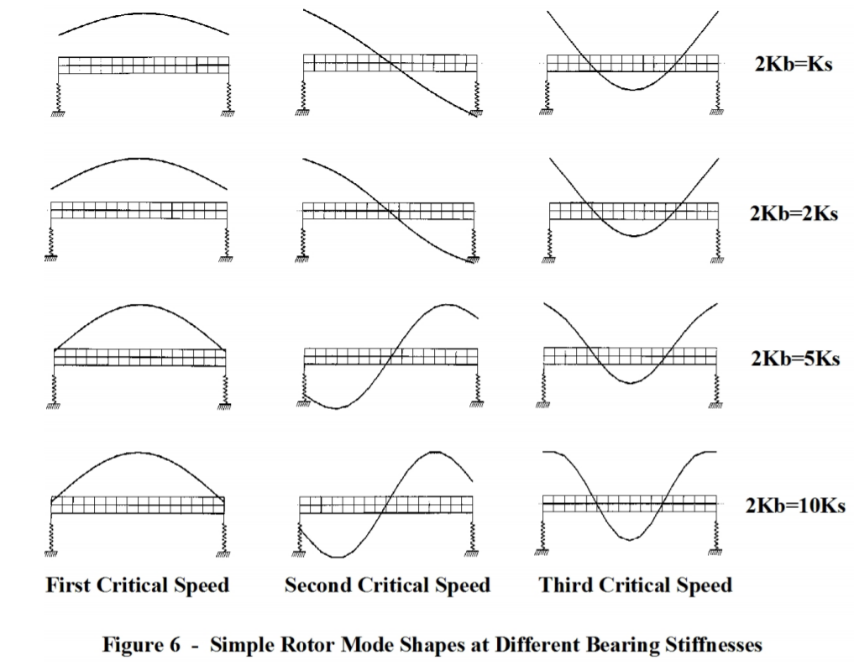 2Kb=Ks
2Kb=2Ks
2Kb=5Ks
2Kb=10Ks
First Critical Speed Second Critical Speed Third Critical Speed
Figure 6 - Simple Rotor Mode Shapes at Different Bearing Stiffnesses